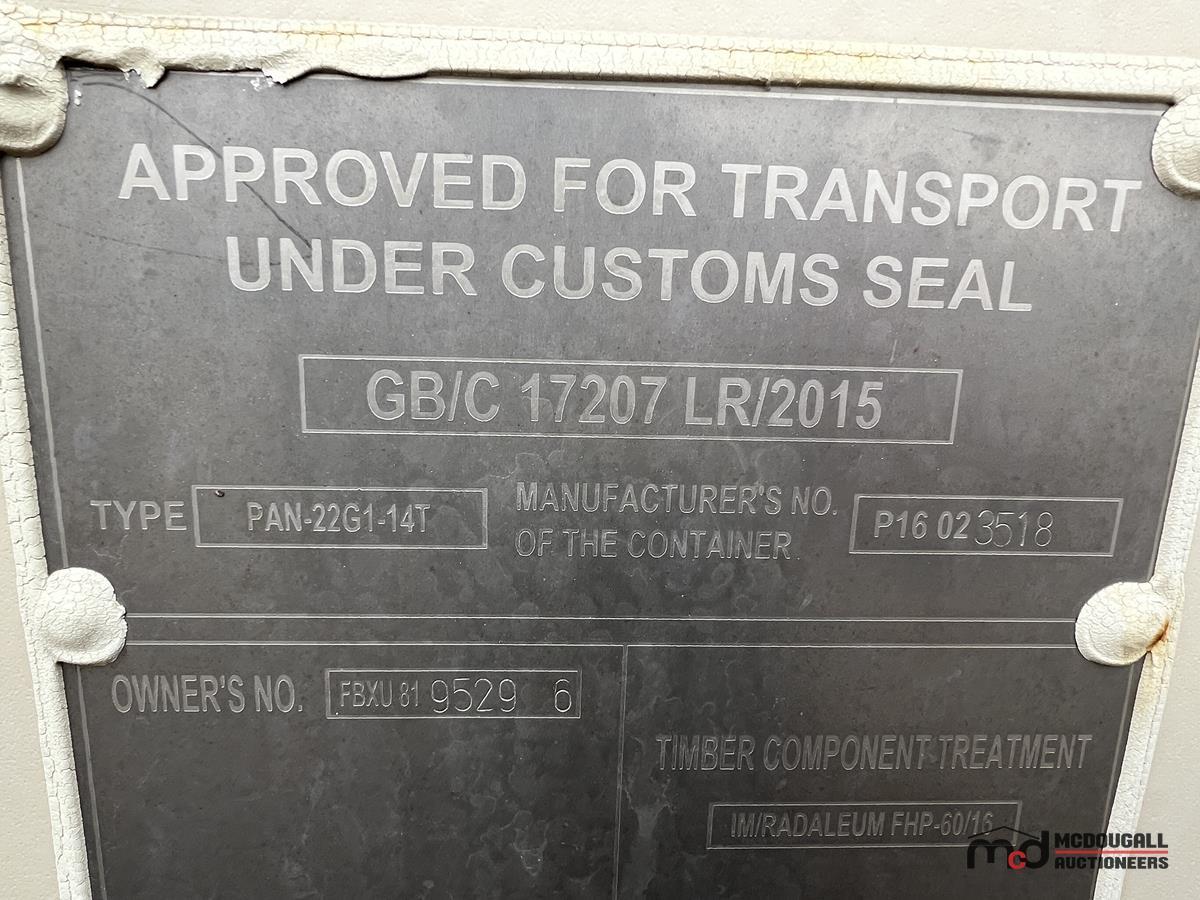 APPROVED FOR TRANSPORT
UNDER CUSTOMS SEAL
GB/C 17207 LR/2015
TYPE PAN-22G1-14T
MANUFACTURER'S NO.
OF THE CONTAINER
P16 02 3518
OWNER'S NO. FBXU 81 9529 6
TIMBER COMPONENT TREATMENT
IM/RADALEUM FHP-60/16
mcd MCDOUGALL
AUCTIONEERS